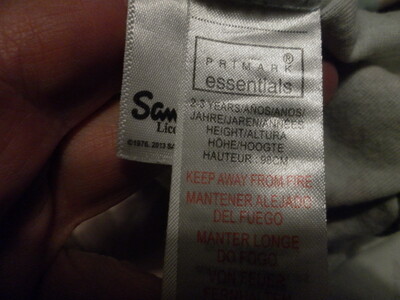 PRIMARK®
essentials
2-3 YEARS/AÑOS/ANOS/
JAHRE/JAREN/ANNÉES
HEIGHT/ALTURA
HÖHE/HOOGTE
HAUTEUR :98CM
KEEP AWAY FROM FIRE
MANTENER ALEJADO
DEL FUEGO
MANTER LONGE
DO FOGO
San
Lice
©1976, 2013 SA